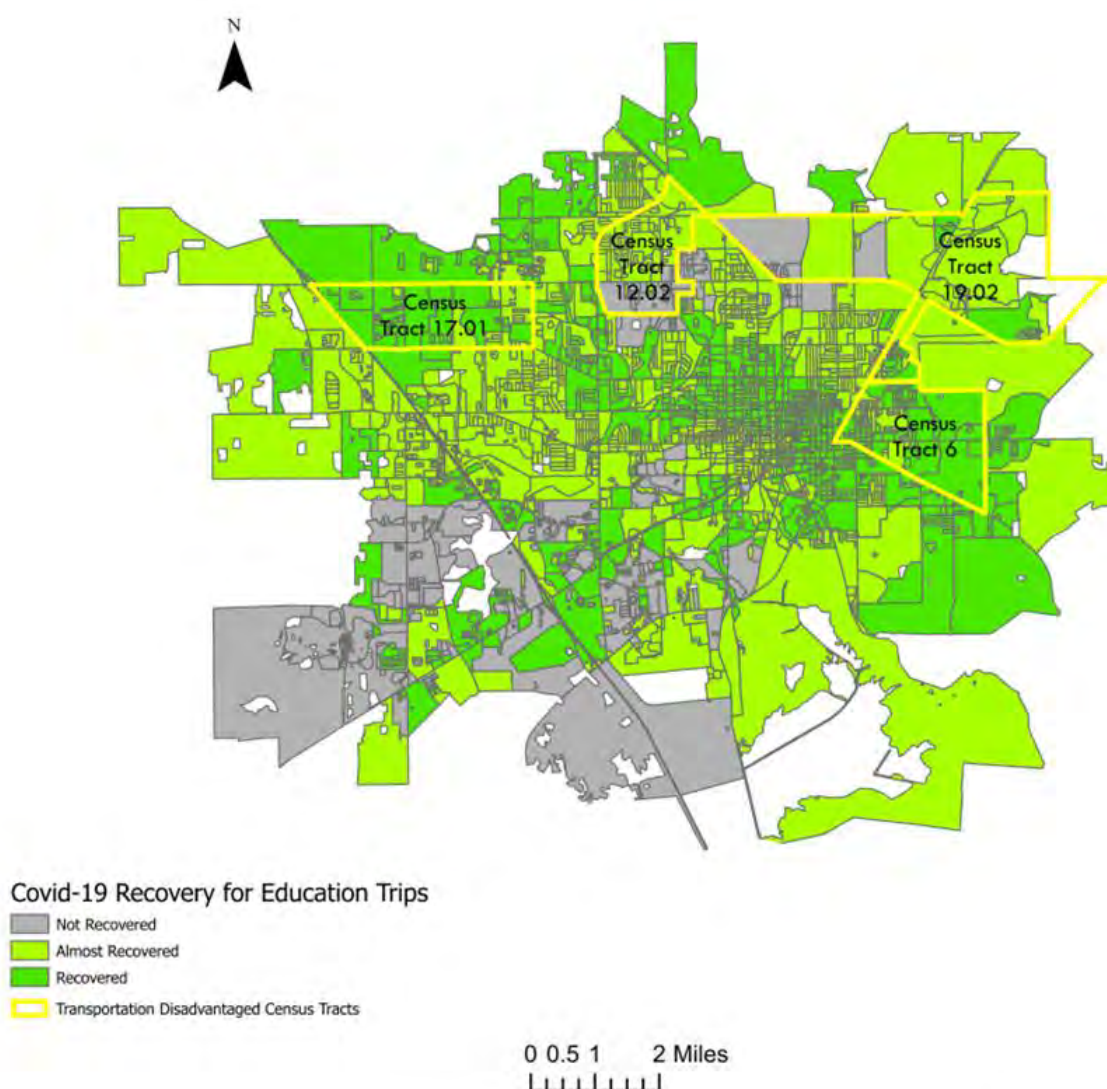 N
Census
Tract
12.02
Census
Tract
19.02
Census
Tract 17.01
Census
Tract 6
Covid-19 Recovery for Education Trips
Not Recovered
Almost Recovered
Recovered
Transportation Disadvantaged Census Tracts
0 0.5 1 2 Miles